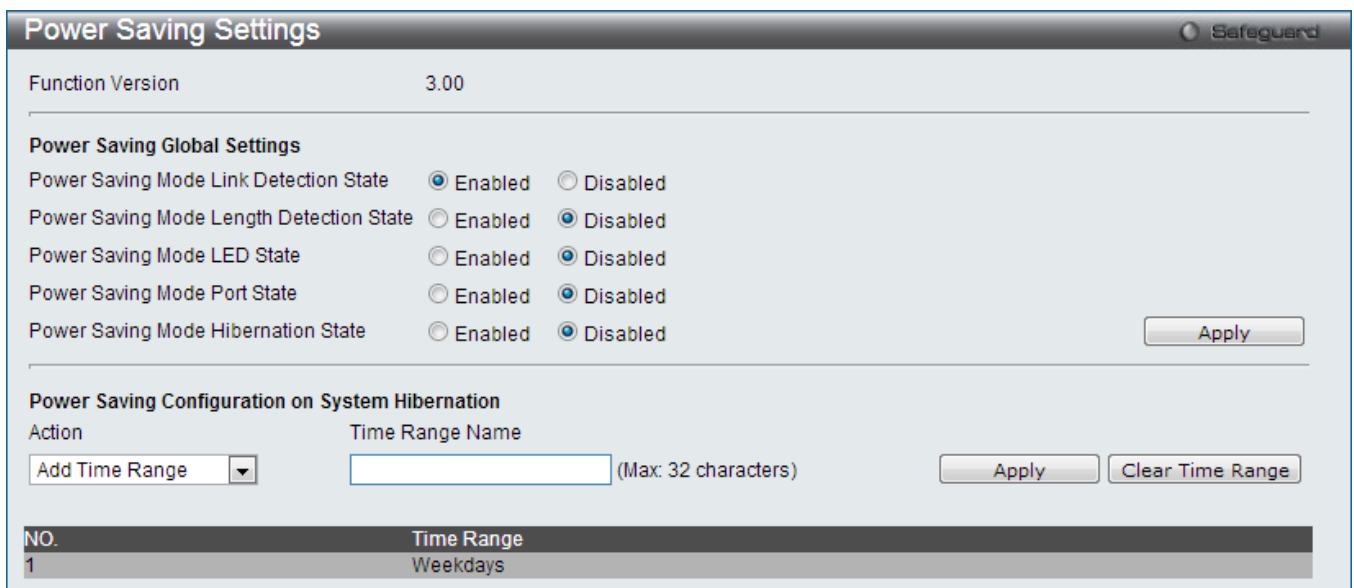 Power Saving Settings
Safeguard
Function Version 3.00
Power Saving Global Settings
Power Saving Mode Link Detection State Enabled Disabled
Power Saving Mode Length Detection State Enabled Disabled
Power Saving Mode LED State Enabled Disabled
Power Saving Mode Port State Enabled Disabled
Power Saving Mode Hibernation State Enabled Disabled Apply
Power Saving Configuration on System Hibernation
Action Time Range Name
Add Time Range (Max: 32 characters) Apply Clear Time Range
NO. Time Range
1 Weekdays